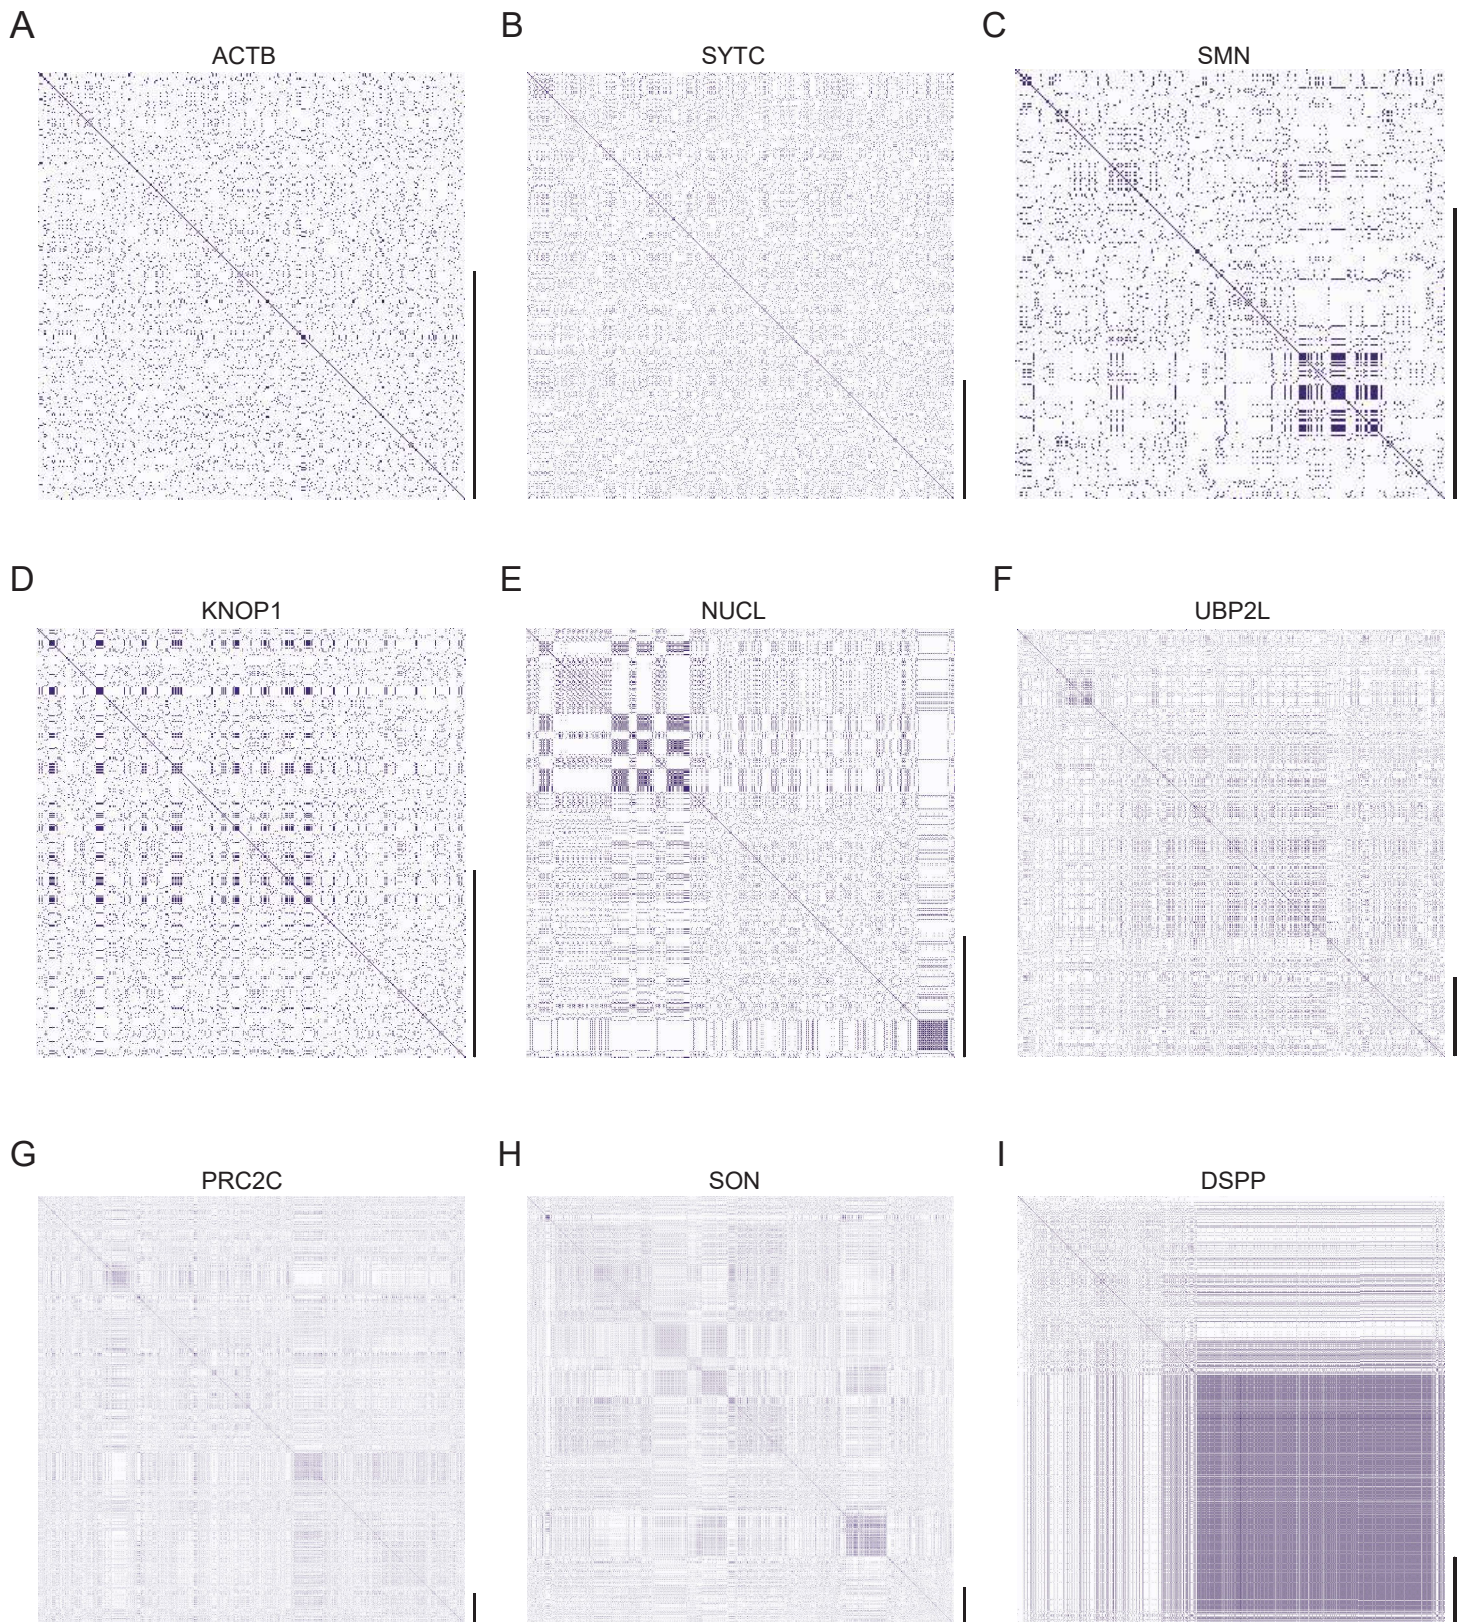 A
ACTB
B
SYTC
C
SMN
D
KNOP1
E
NUCL
F
UBP2L
G
PRC2C
H
SON
I
DSPP